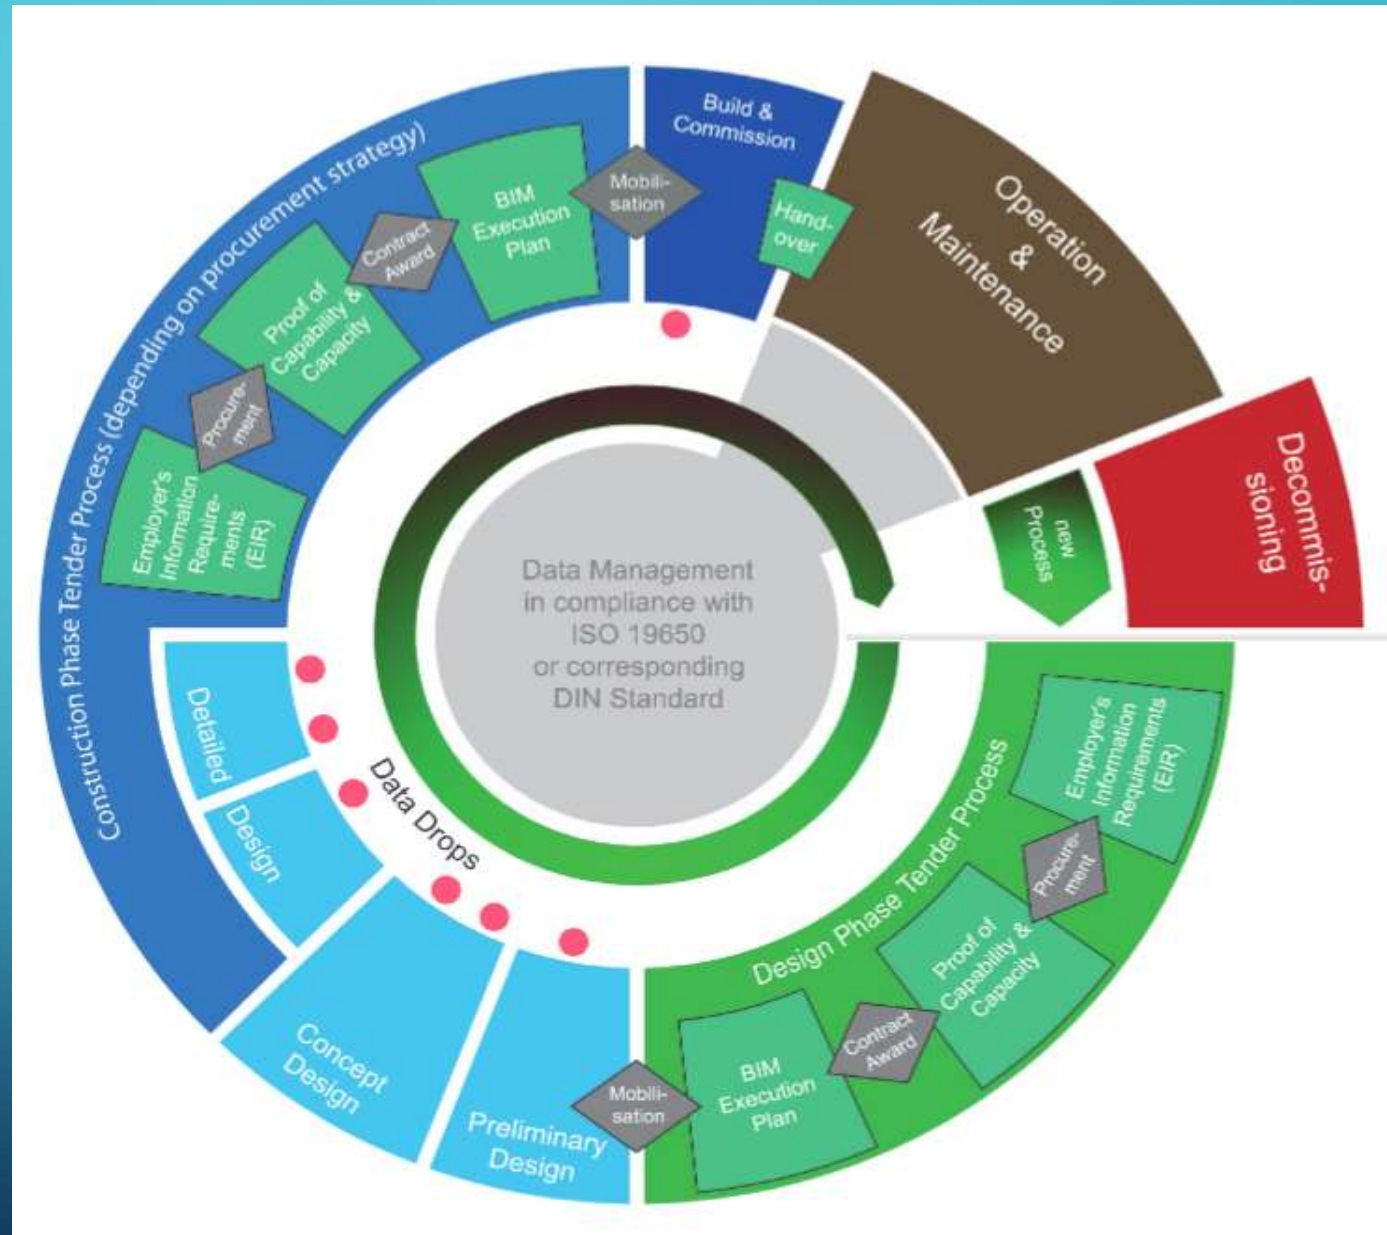 Construction Phase Tender Process (depending on procurement strategy)
Employer's
Information
Require-
ments
(EIR)
Procure-
ment
Proof of
Capability &
Capacity
Contract
Award
BIM
Execution
Plan
Mobili-
sation
Build &
Commission
Hand-
over
Operation
&
Maintenance
Decommis-
sioning
new
Process
Data Management
in compliance with
ISO 19650
or corresponding
DIN Standard
Design Phase Tender Process
Employer's
Information
Requirements
(EIR)
Procure-
ment
Proof of
Capability &
Capacity
Contract
Award
BIM
Execution
Plan
Mobili-
sation
Preliminary
Design
Concept
Design
Detailed
Design
Data Drops